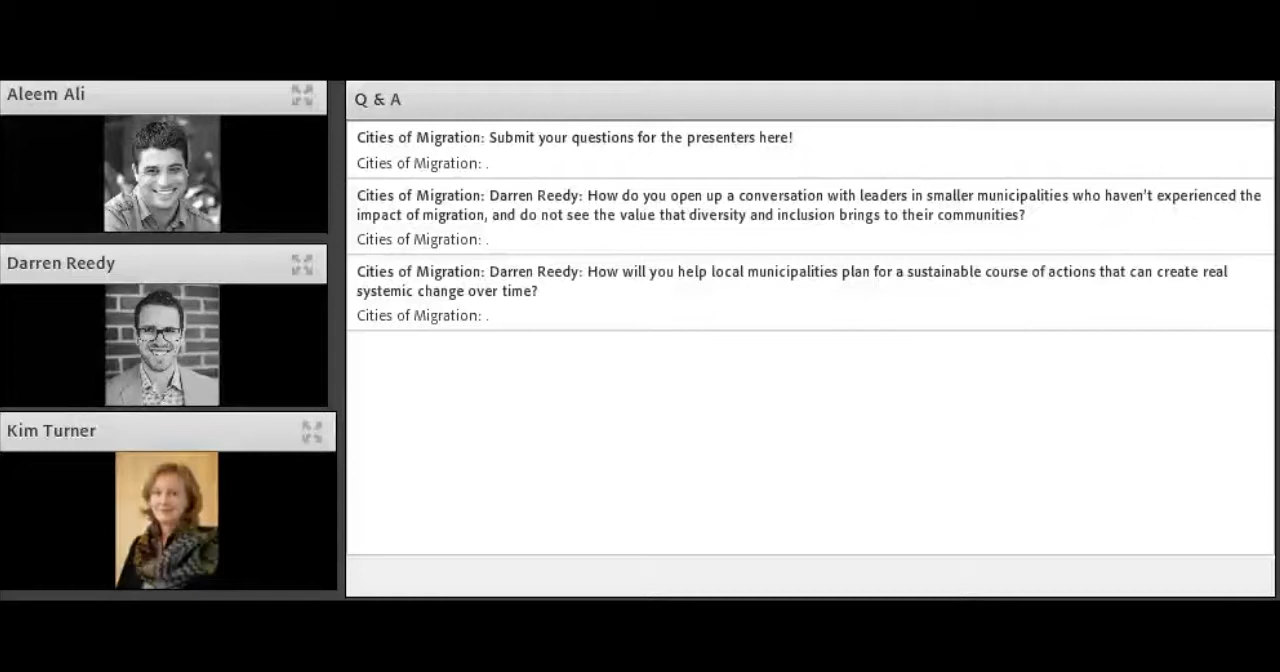 Aleem Ali
Darren Reedy
Kim Turner
Q & A
Cities of Migration: Submit your questions for the presenters here!
Cities of Migration: .
Cities of Migration: Darren Reedy: How do you open up a conversation with leaders in smaller municipalities who haven't experienced the
impact of migration, and do not see the value that diversity and inclusion brings to their communities?
Cities of Migration: .
Cities of Migration: Darren Reedy: How will you help local municipalities plan for a sustainable course of actions that can create real
systemic change over time?
Cities of Migration: .